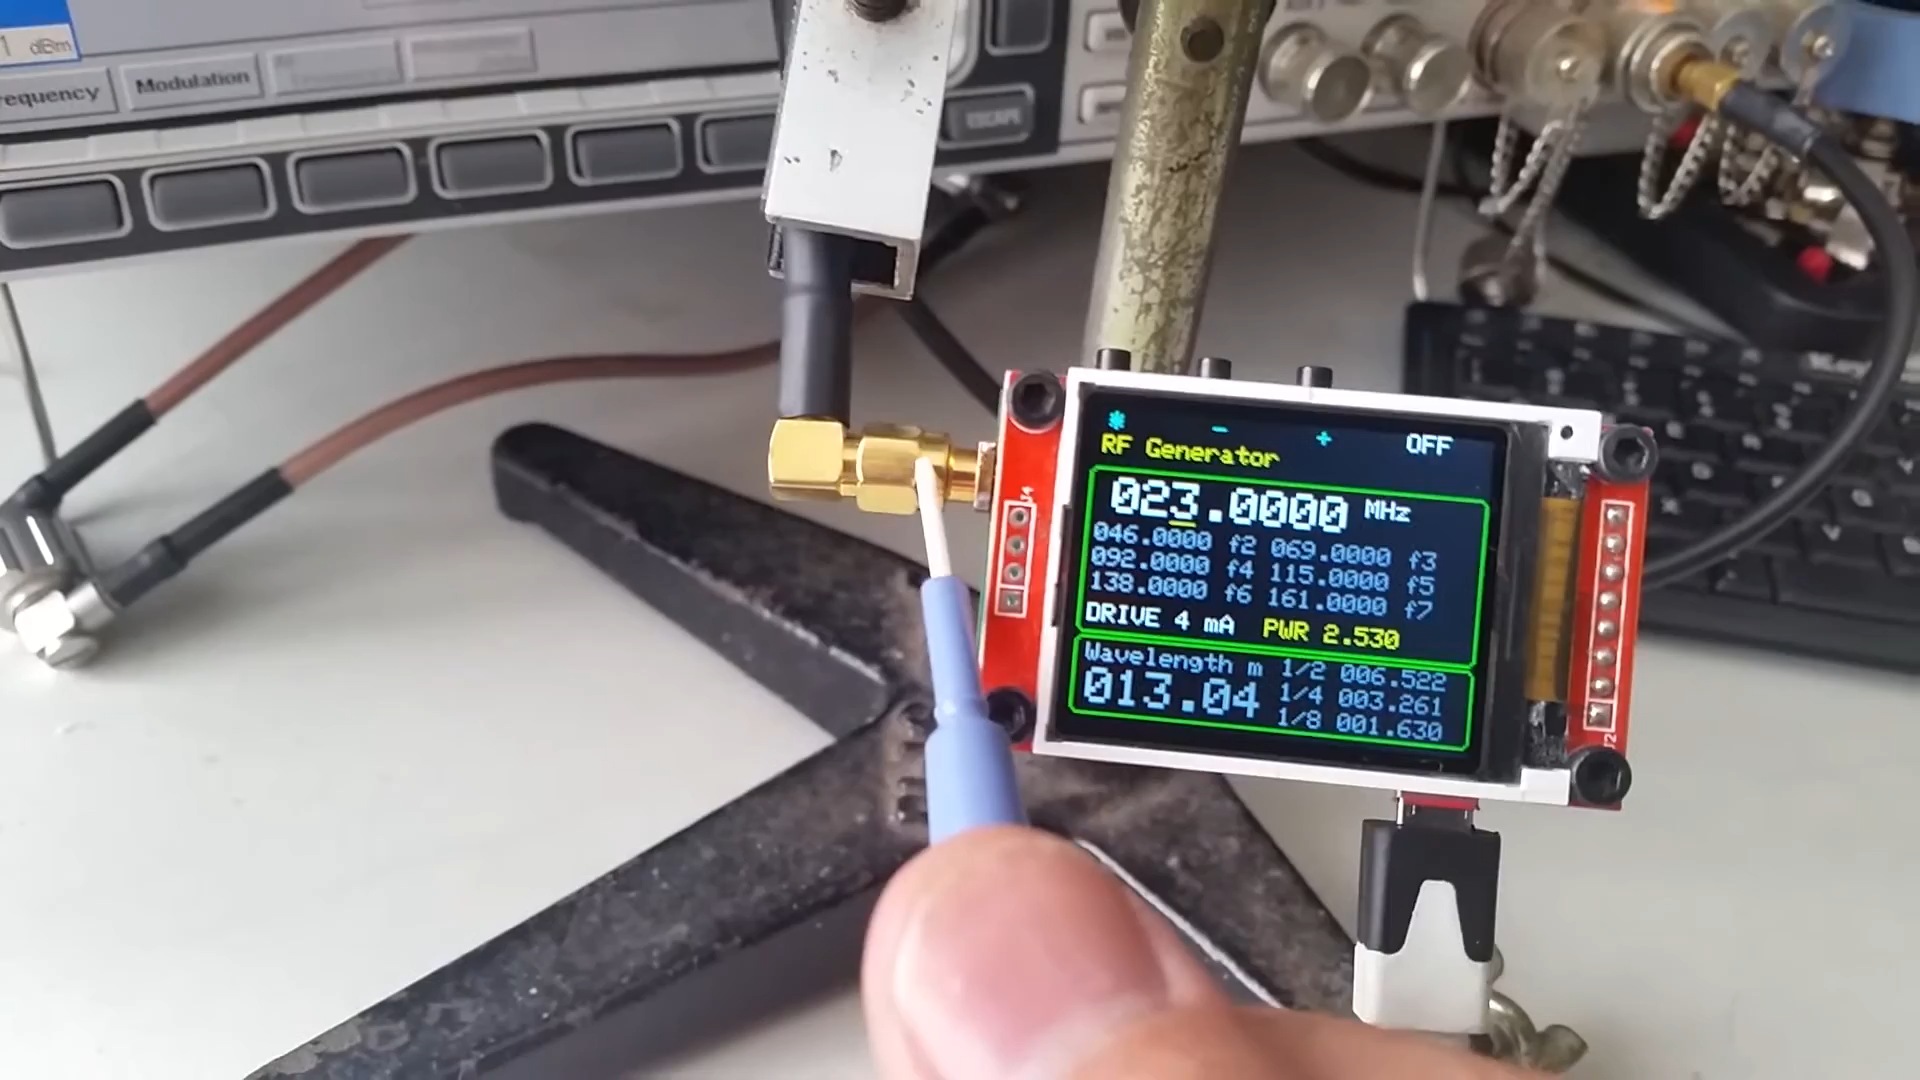 1 dBm
requency
Modulation
ESCAPE
* - + OFF
RF Generator
023.0000 MHz
046.0000 f2 069.0000 f3
092.0000 f4 115.0000 f5
138.0000 f6 161.0000 f7
DRIVE 4 mA PWR 2.530
Wavelength m 1/2 006.522
013.04 1/4 003.261
1/8 001.630